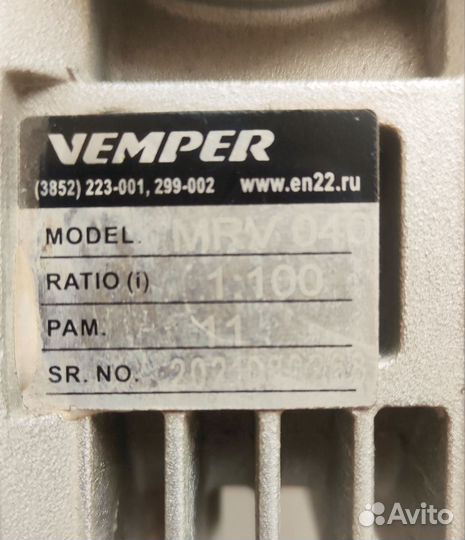 VEMPER
(3852) 223-001, 299-002 www.en22.ru
MODEL. MRV 040
RATIO (i) 1:100
PAM. 11
SR. NO.
Avito